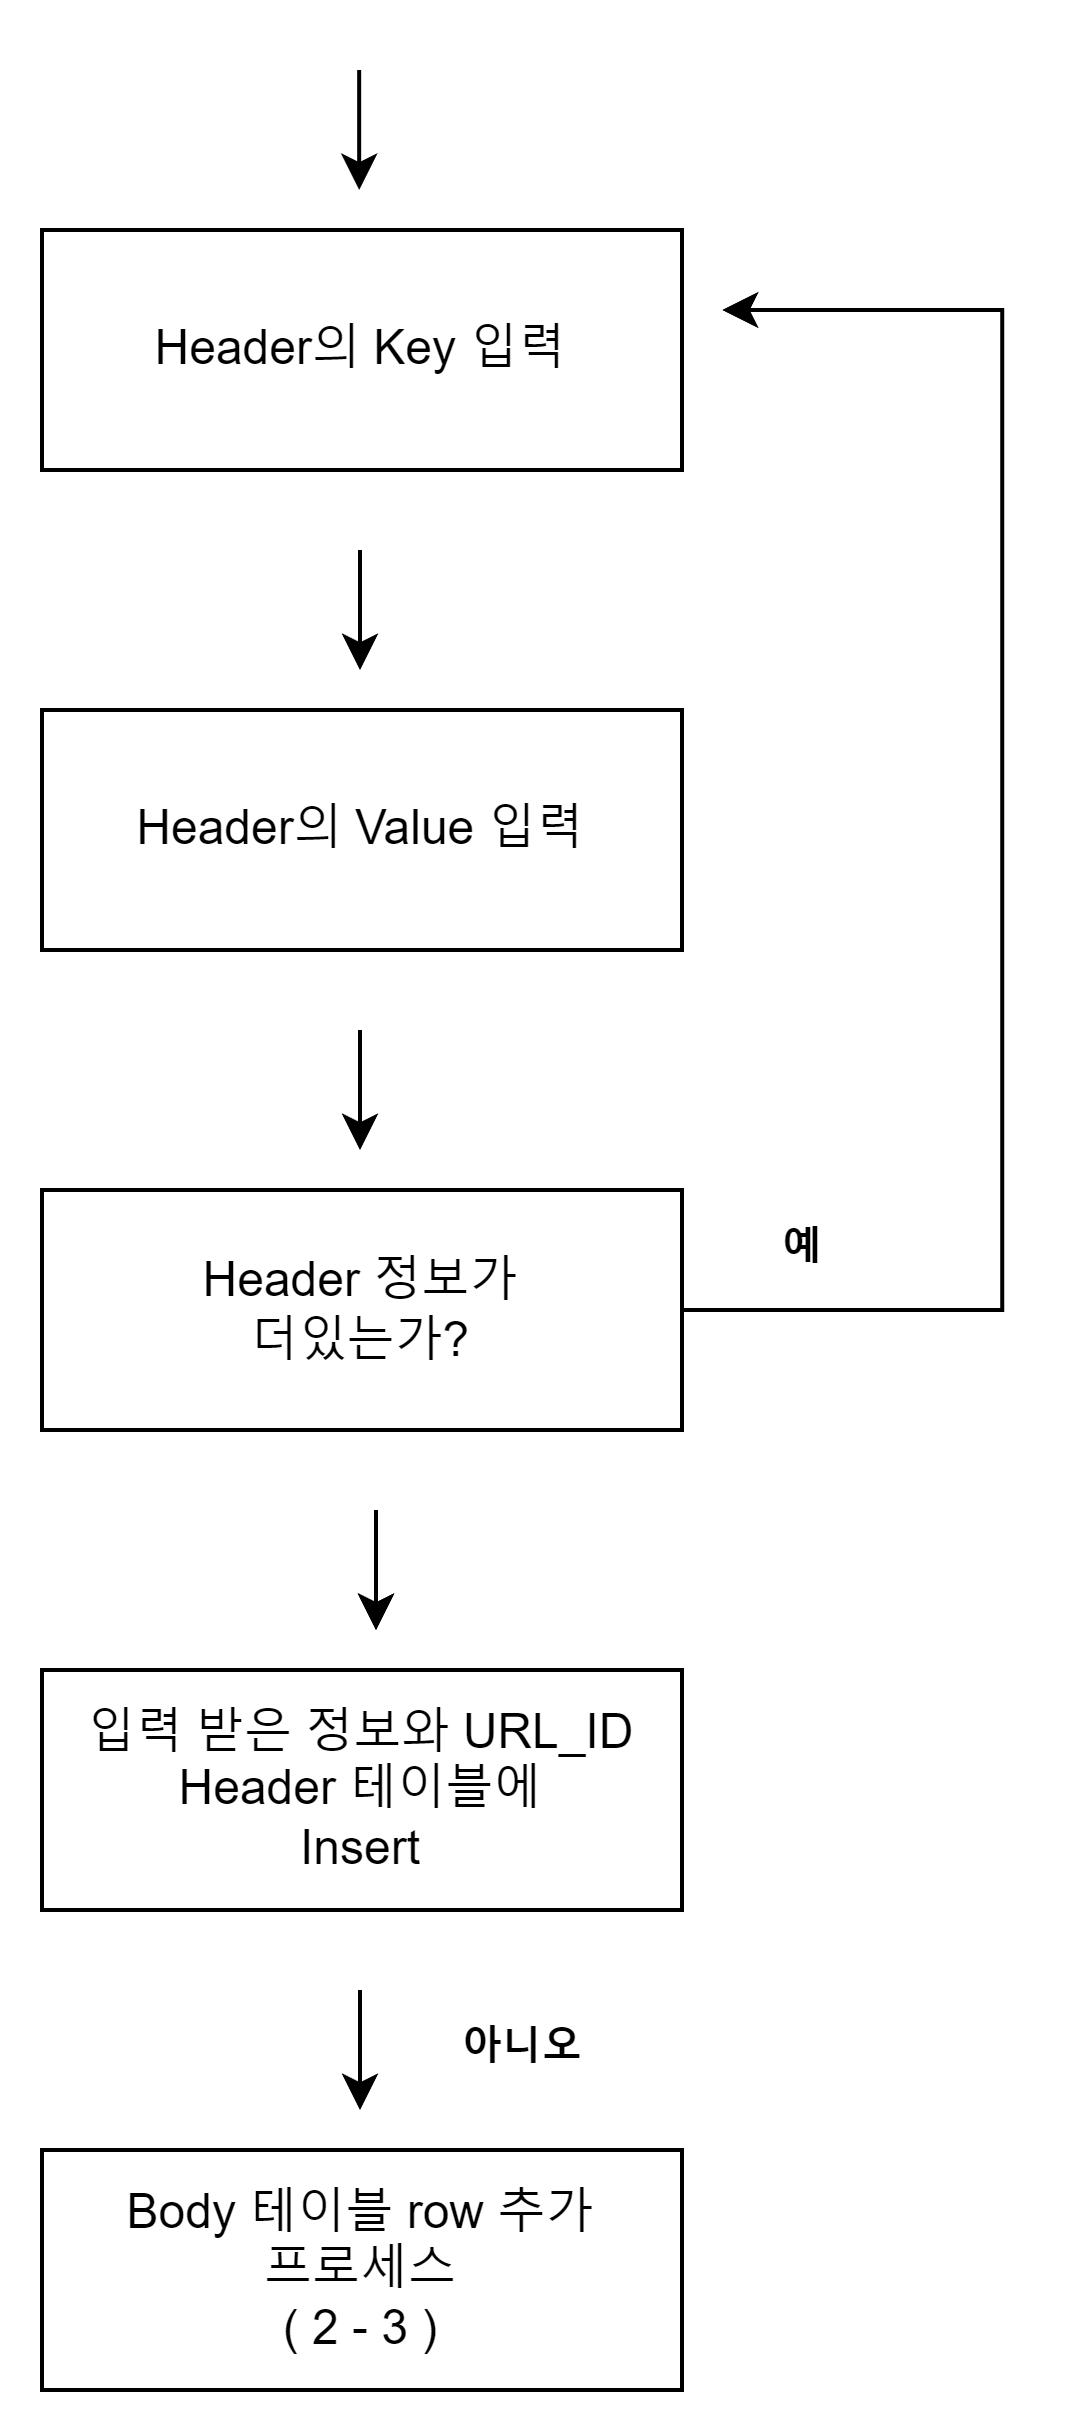 Header의 Key 입력
Header의 Value 입력
Header 정보가
더있는가?
예
입력 받은 정보와 URL_ID
Header 테이블에
Insert
아니오
Body 테이블 row 추가
프로세스
( 2 - 3 )